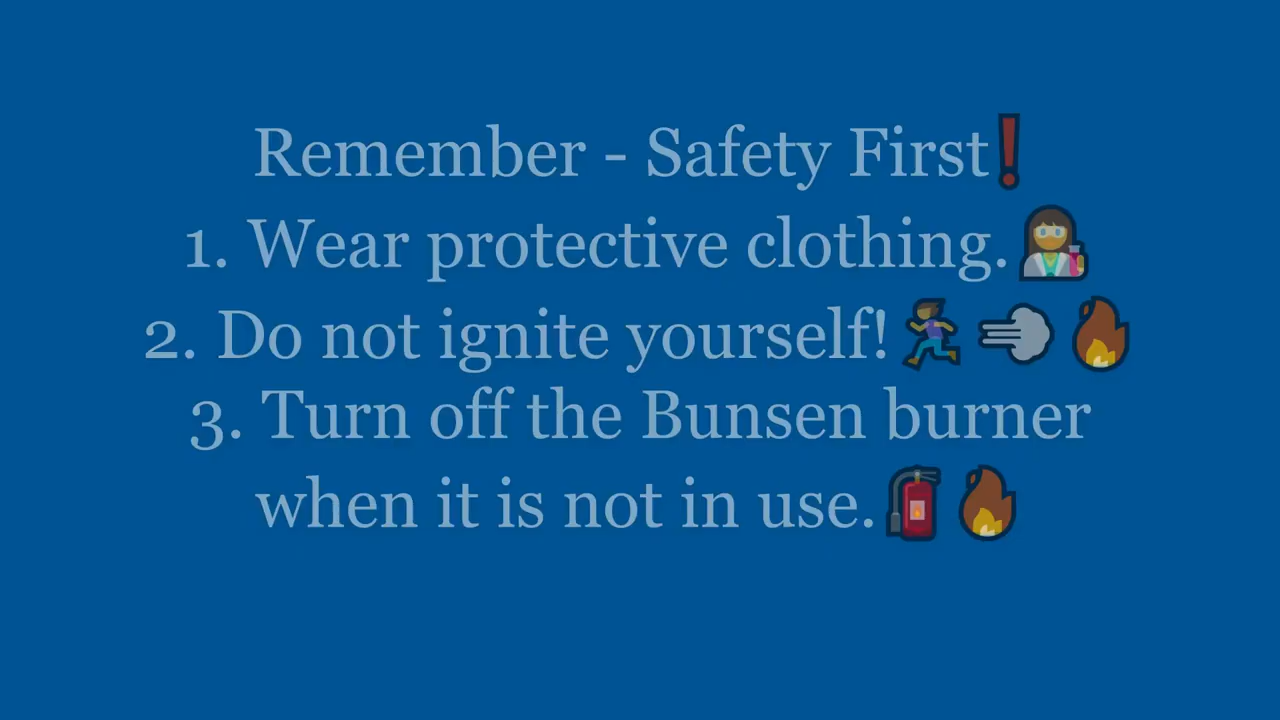 Remember - Safety First❗
1. Wear protective clothing.👩‍🔬
2. Do not ignite yourself!🏃‍♀️💨🔥
3. Turn off the Bunsen burner
when it is not in use.🧯🔥